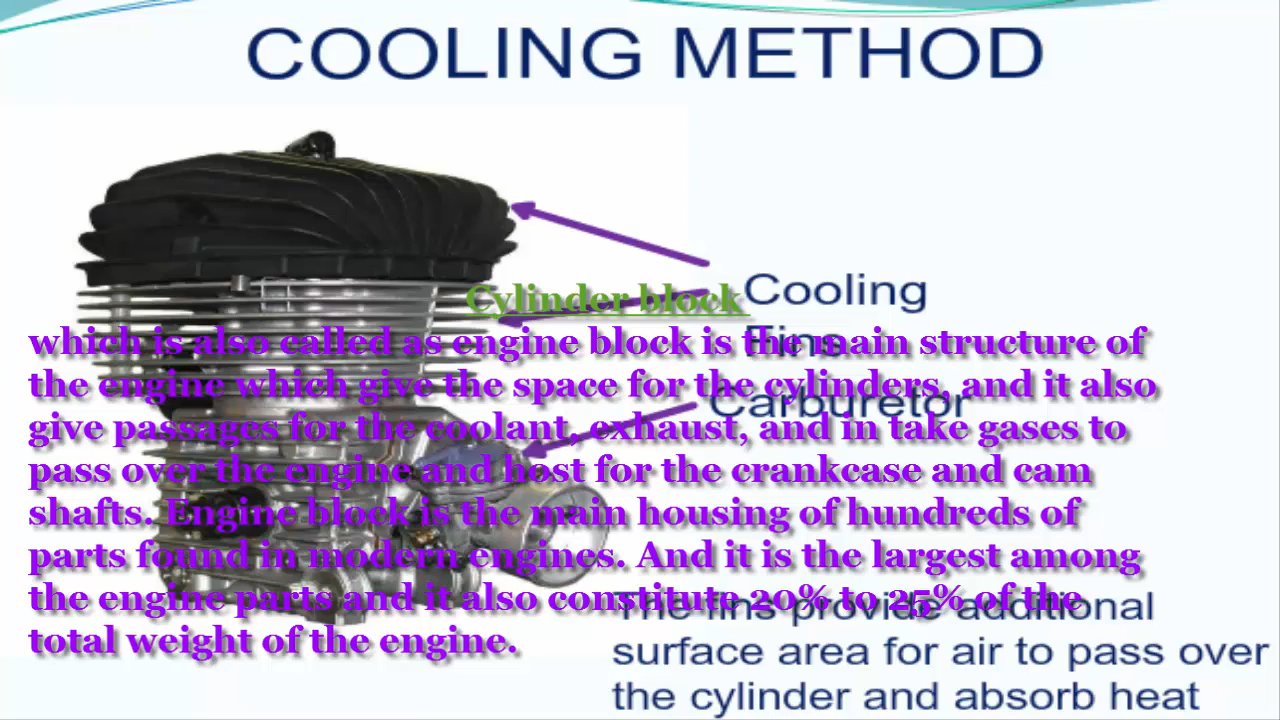 COOLING METHOD
Cooling
Fins
Carburetor
Cylinder block
which is also called as engine block is the main structure of
the engine which give the space for the cylinders, and it also
give passages for the coolant, exhaust, and in take gases to
pass over the engine and host for the crankcase and cam
shafts. Engine block is the main housing of hundreds of
parts found in modern engines. And it is the largest among
the engine parts and it also constitute 20% to 25% of the
total weight of the engine.
The fins provide additional
surface area for air to pass over
the cylinder and absorb heat